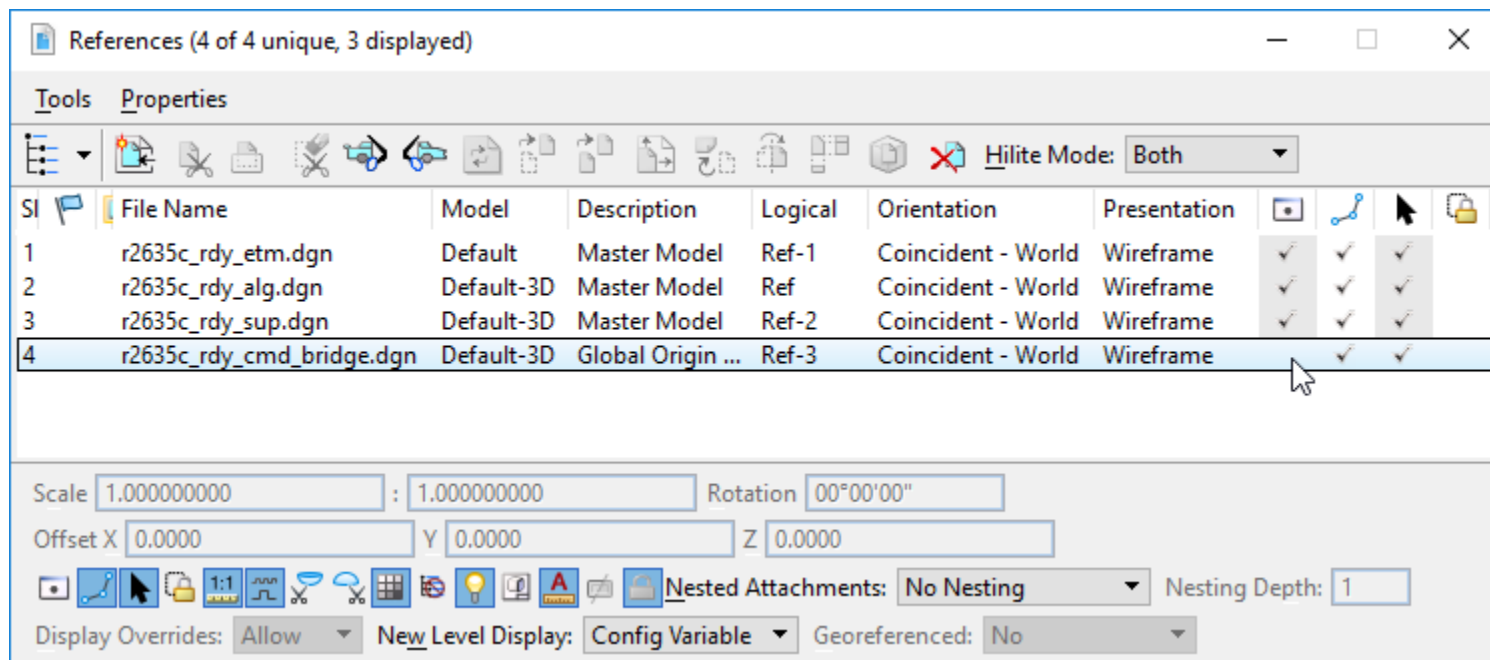 References (4 of 4 unique, 3 displayed)
Tools Properties
Hilite Mode: Both
Sl File Name Model Description Logical Orientation Presentation
1 r2635c_rdy_etm.dgn Default Master Model Ref-1 Coincident - World Wireframe
2 r2635c_rdy_alg.dgn Default-3D Master Model Ref Coincident - World Wireframe
3 r2635c_rdy_sup.dgn Default-3D Master Model Ref-2 Coincident - World Wireframe
4 r2635c_rdy_cmd_bridge.dgn Default-3D Global Origin ... Ref-3 Coincident - World Wireframe
Scale 1.000000000 : 1.000000000 Rotation 00°00'00"
Offset X 0.0000 Y 0.0000 Z 0.0000
1:1 A Nested Attachments: No Nesting Nesting Depth: 1
Display Overrides: Allow New Level Display: Config Variable Georeferenced: No